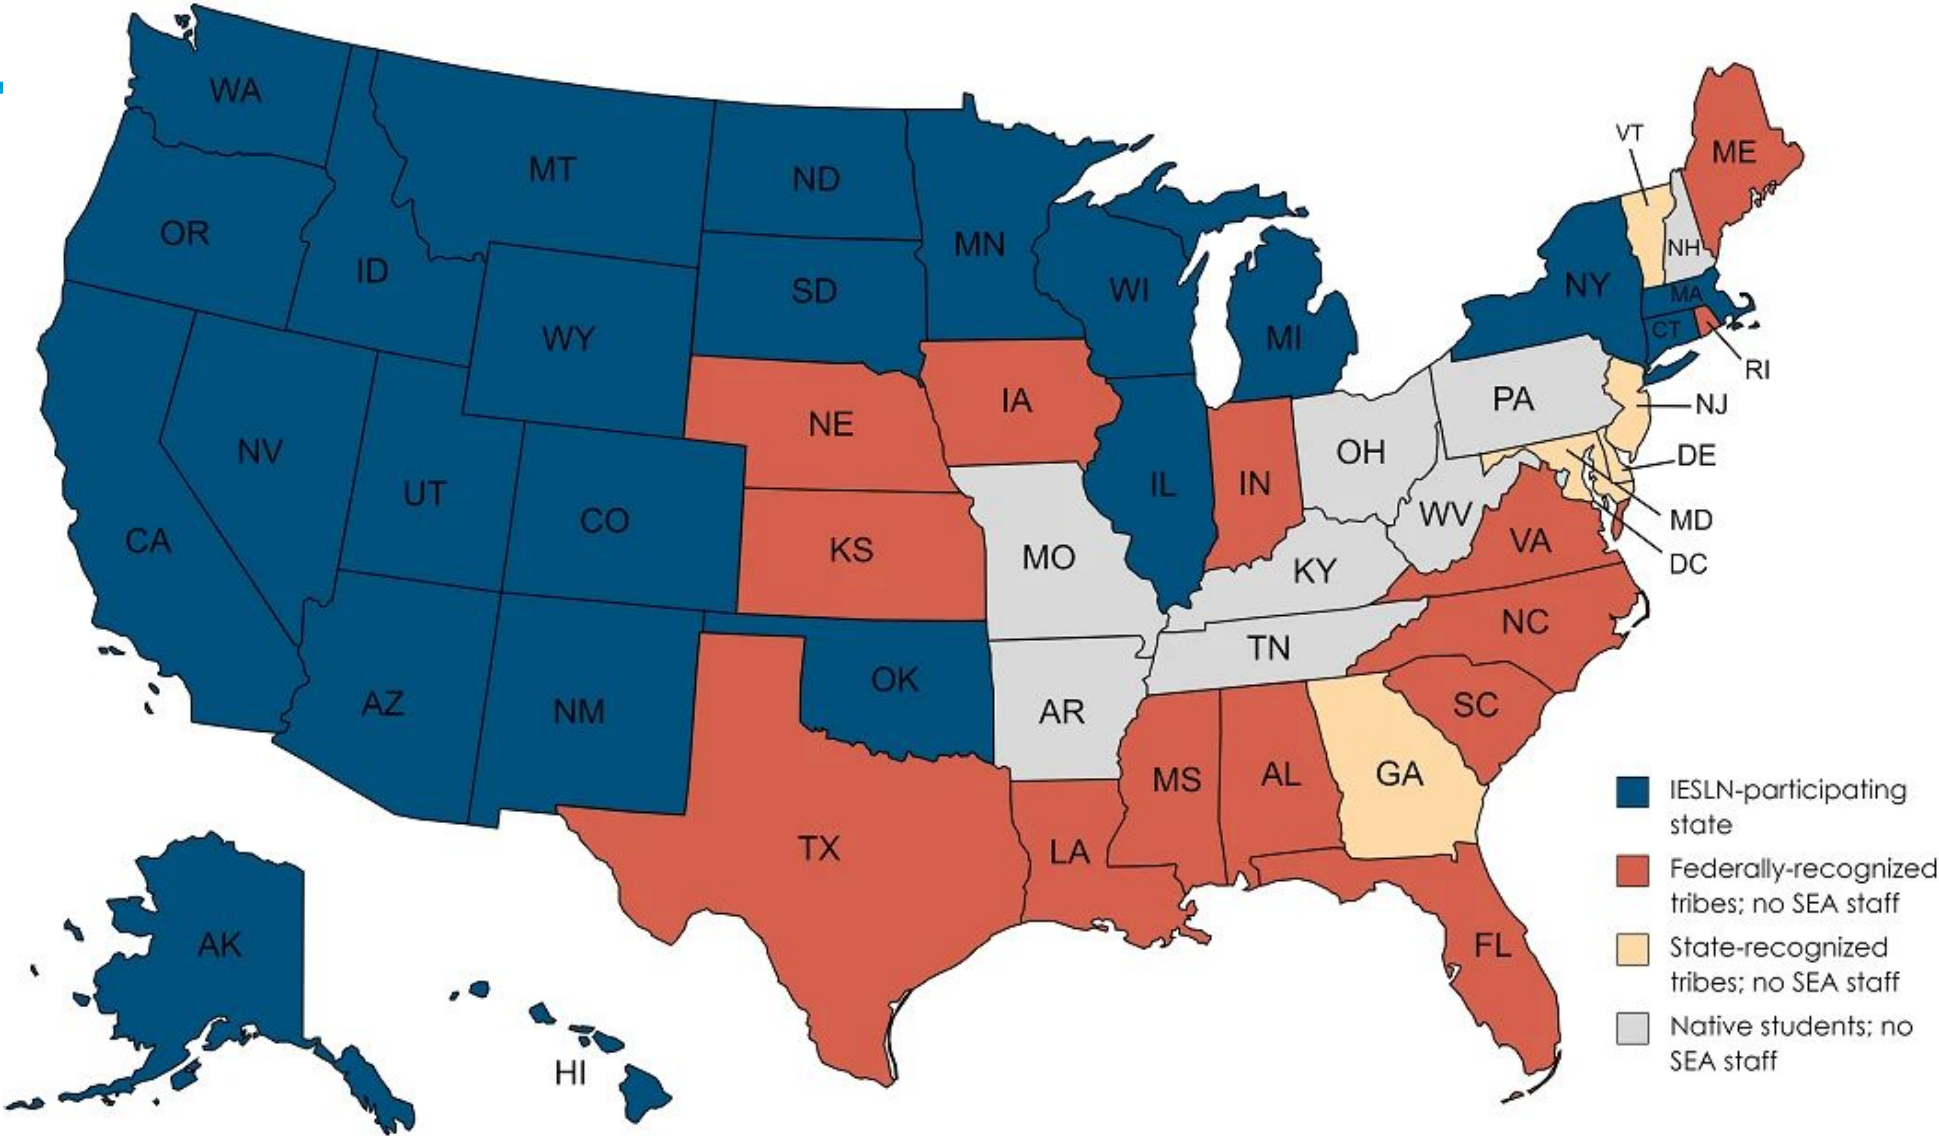 WA
MT
ND
MN
OR
ID
SD
WI
WY
MI
VT
ME
NH
NY
MA
CT
RI
NJ
PA
DE
MD
DC
NE
IA
NV
UT
CO
CA
KS
MO
IL
IN
OH
WV
VA
KY
NC
TN
SC
AZ
NM
OK
AR
MS
AL
GA
TX
LA
FL
AK
HI
IESLN-participating
state
Federally-recognized
tribes; no SEA staff
State-recognized
tribes; no SEA staff
Native students; no
SEA staff